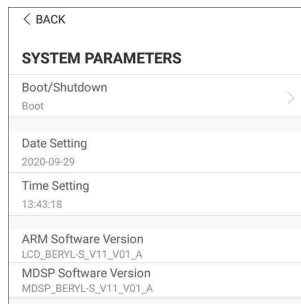 < BACK
SYSTEM PARAMETERS
Boot/Shutdown
Boot
Date Setting
2020-09-29
Time Setting
13:43:18
ARM Software Version
LCD_BERYL-S_V11_V01_A
MDSP Software Version
MDSP_BERYL-S_V11_V01_A